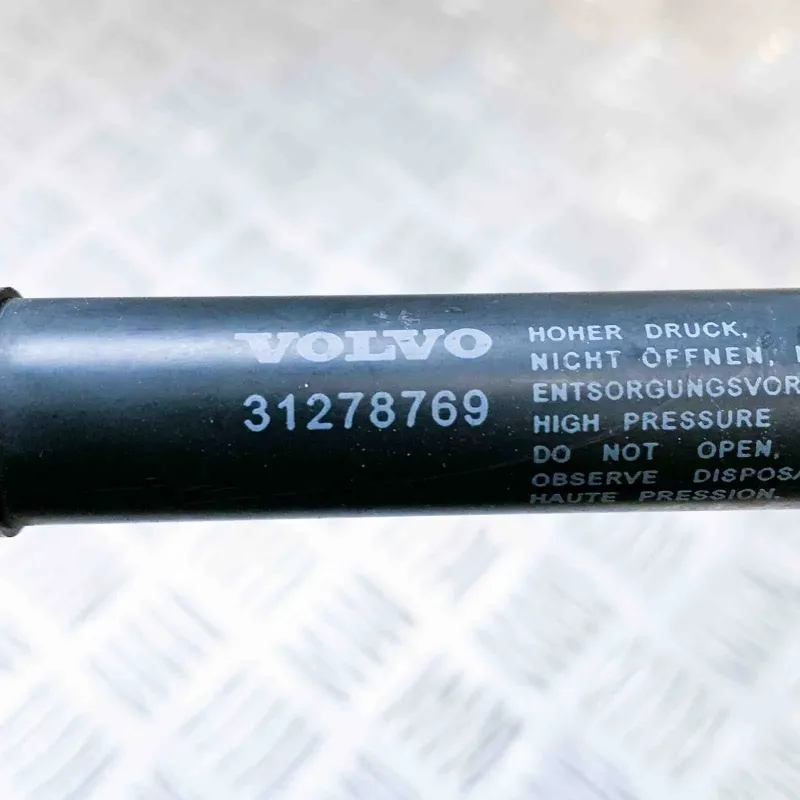 VOLVO
31278769
HOHER DRUCK,
NICHT ÖFFNEN,
ENTSORGUNGSVOR
HIGH PRESSURE
DO NOT OPEN,
OBSERVE DISPOSA
HAUTE PRESSION,